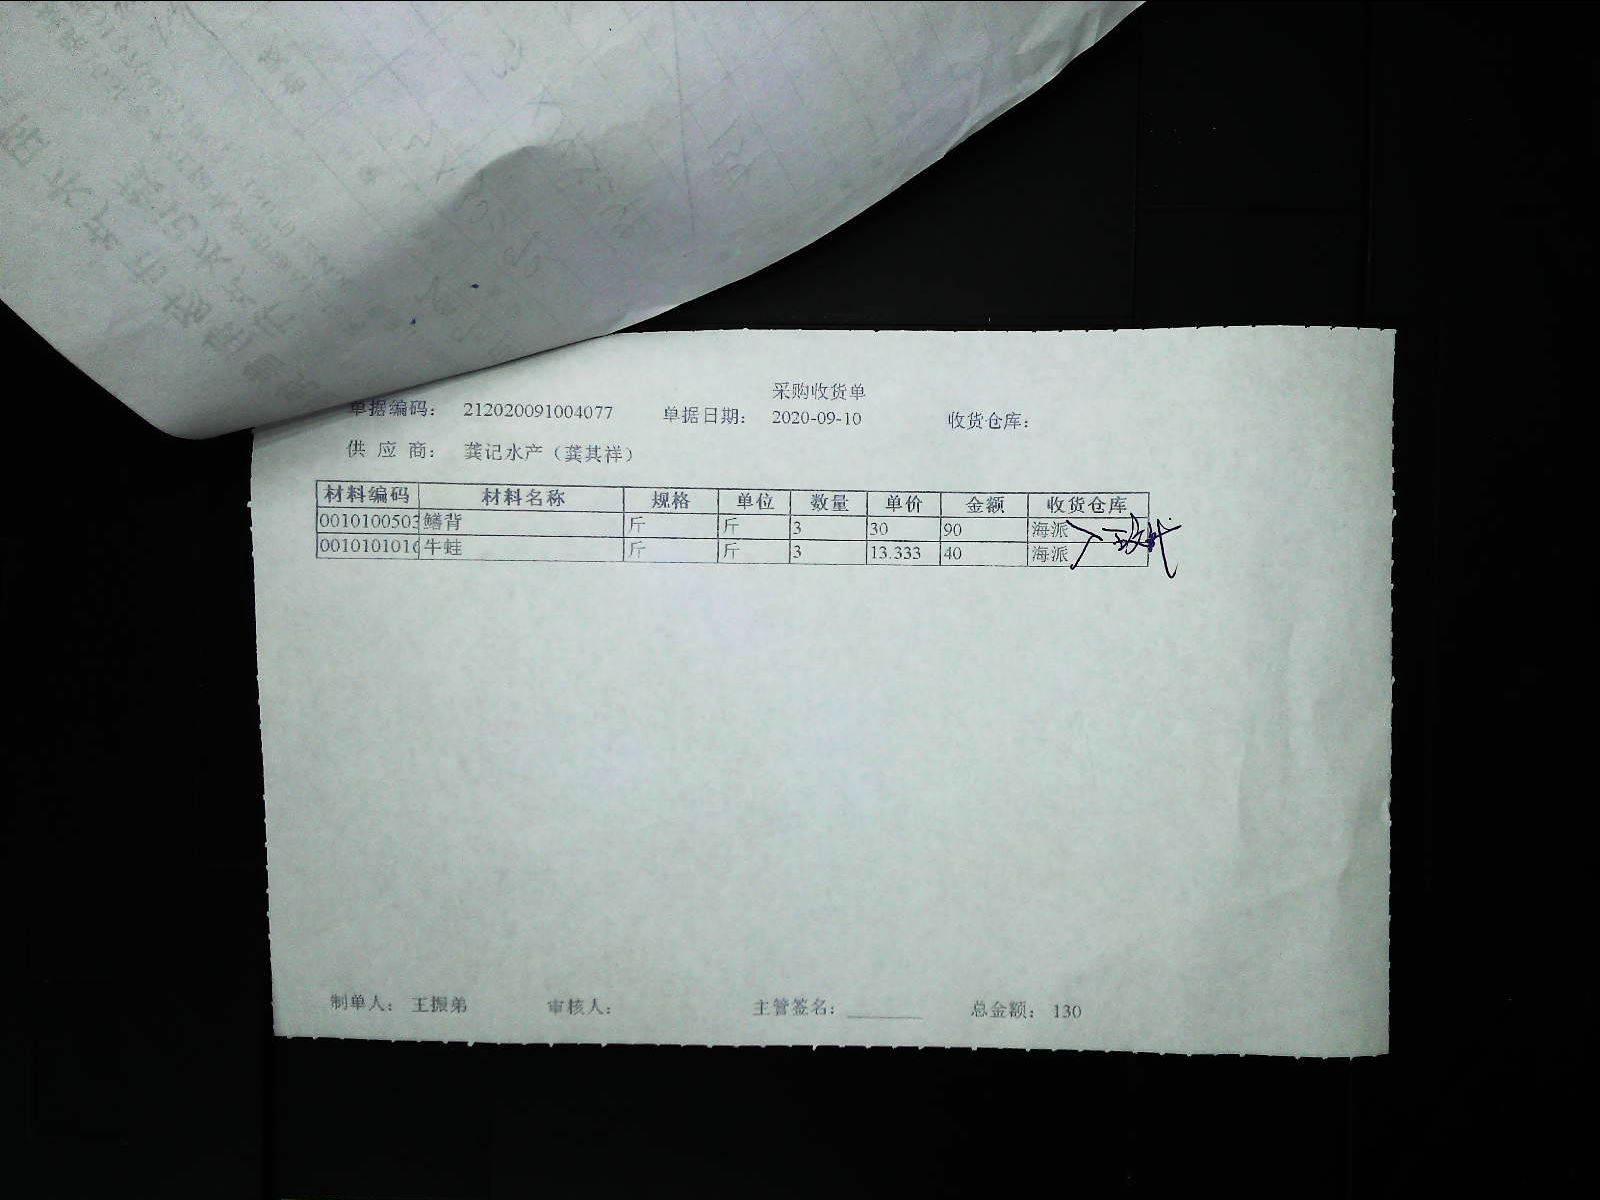 采购收货单
单据编码： 212020091004077 单据日期： 2020-09-10 收货仓库：
供 应 商： 龚记水产（龚其祥）
材料编码 材料名称 规格 单位 数量 单价 金额 收货仓库
0010100503 鳝背 斤 斤 3 30 90 海派
001010101 牛蛙 斤 斤 3 13.333 40 海派
制单人： 王振弟 审核人： 主管签名： 总金额： 130